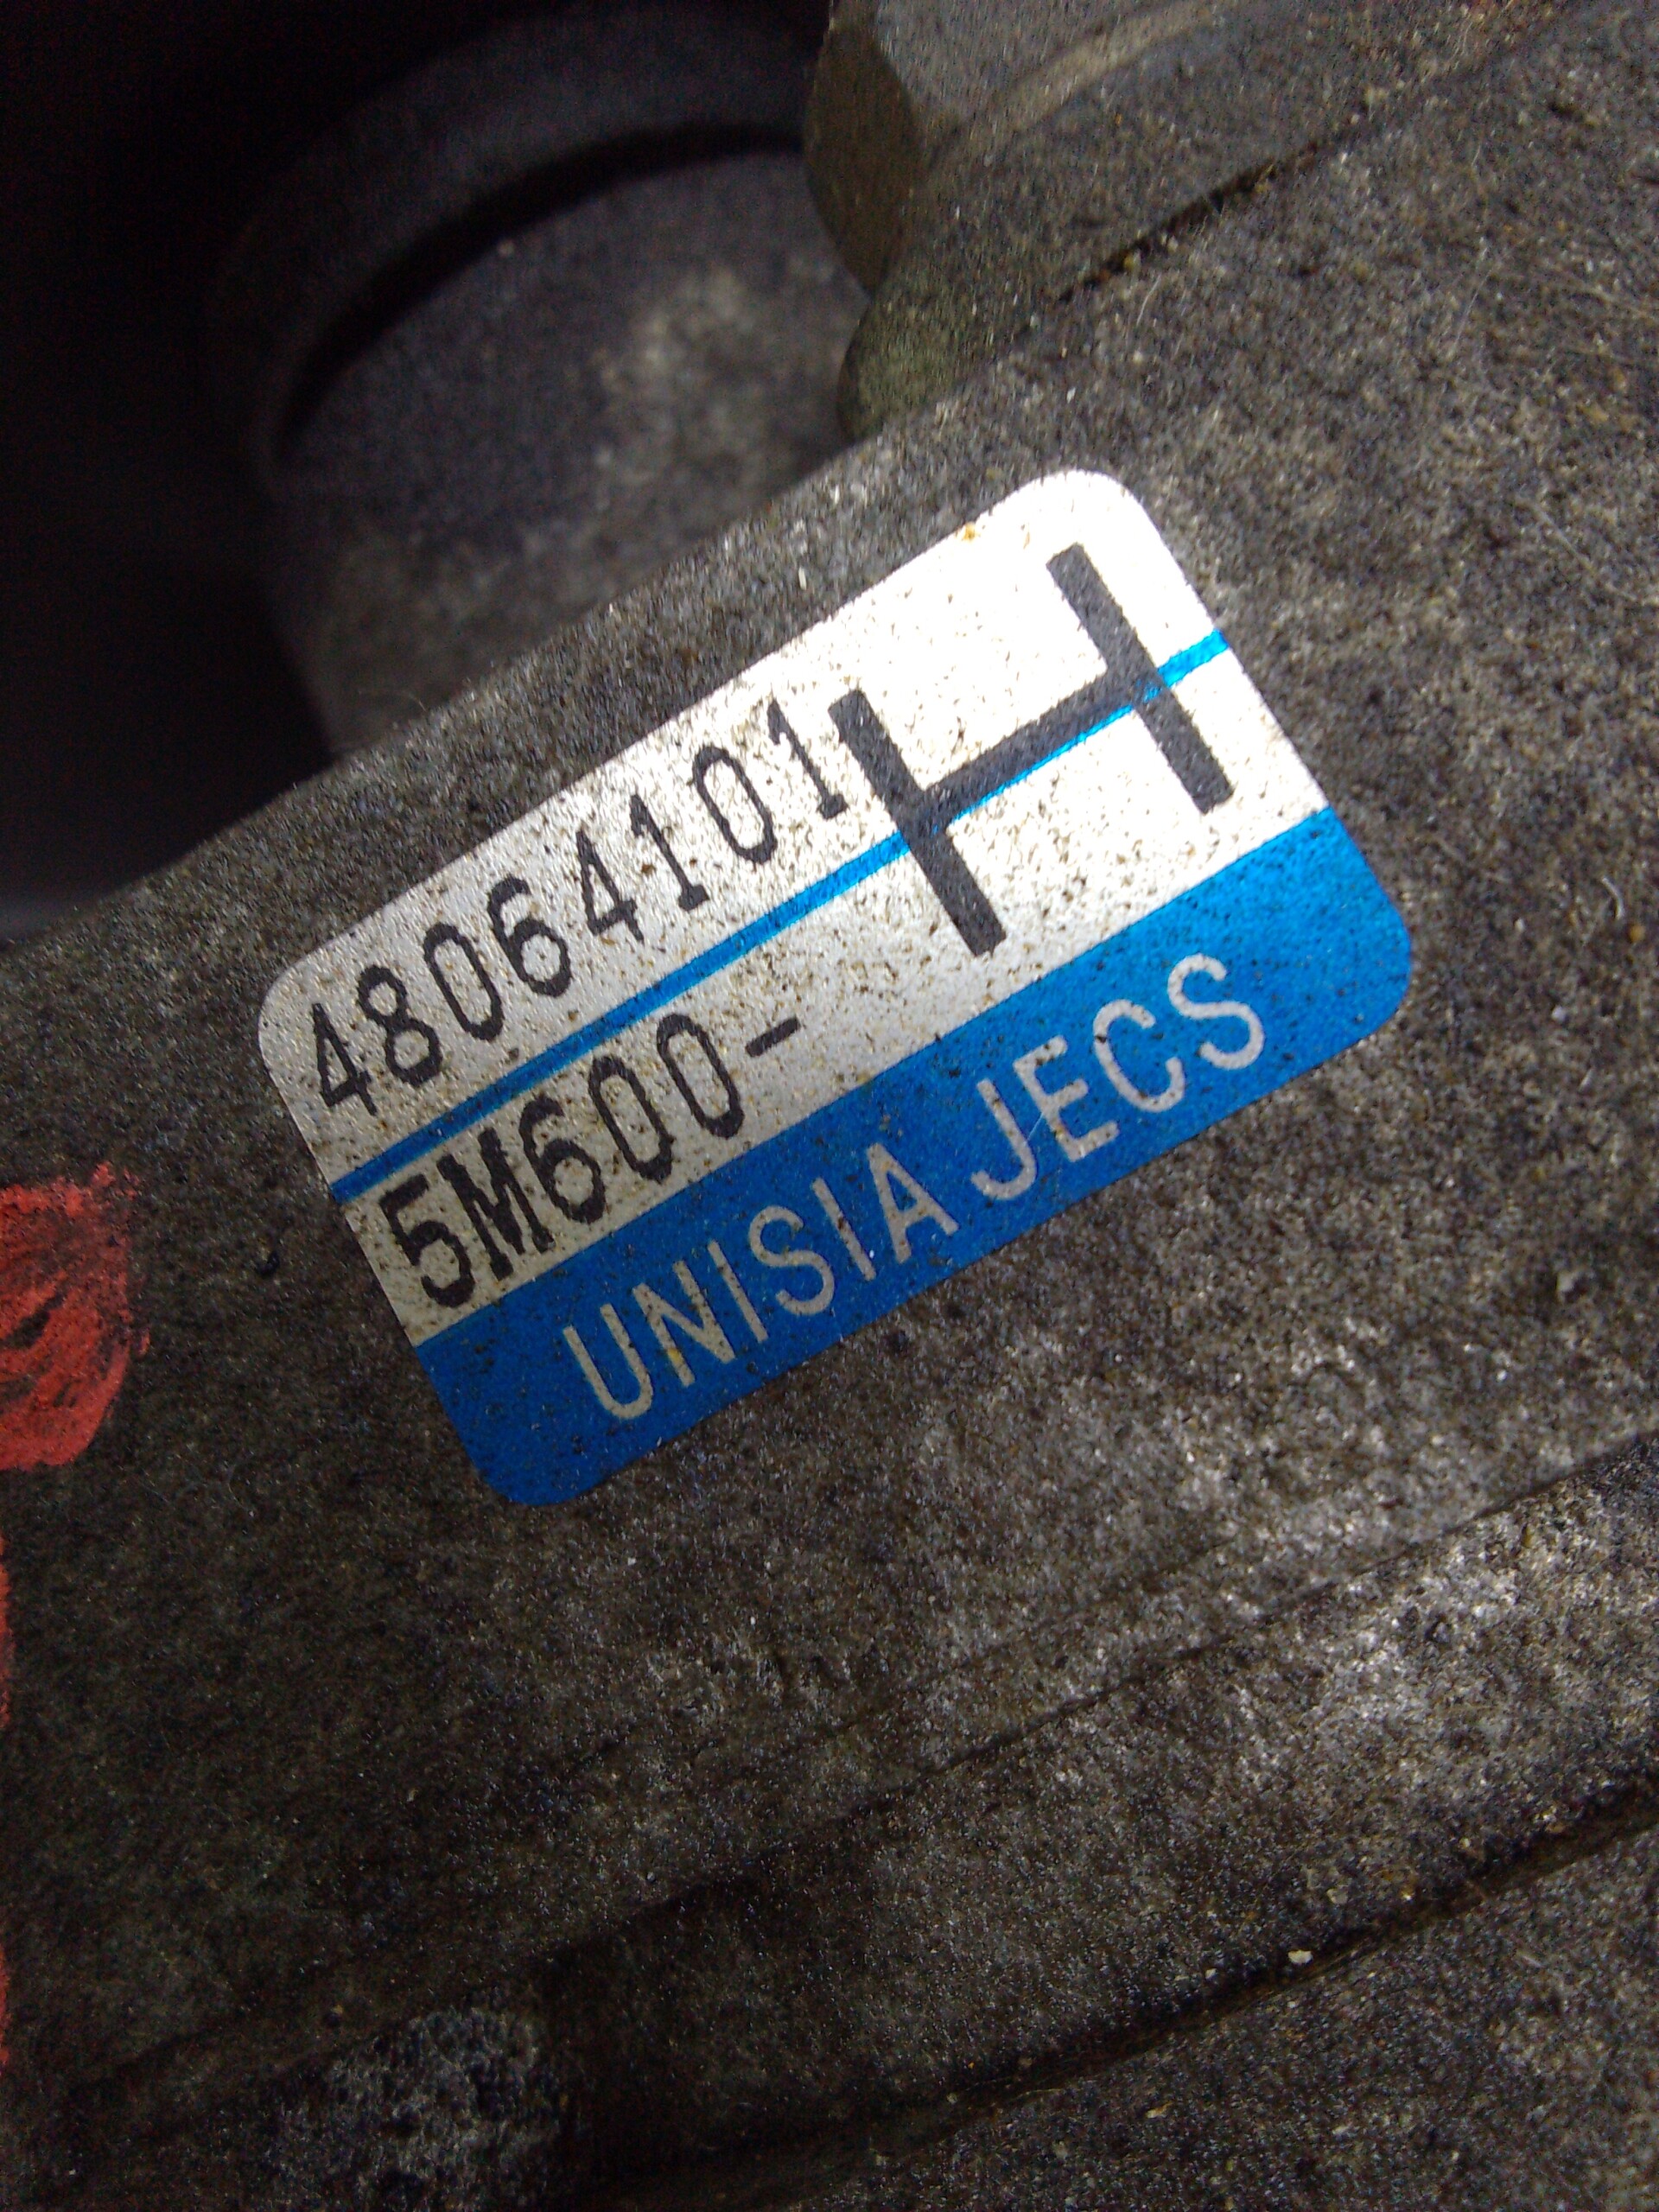 48064101
H
5M600-
UNISIA JECS